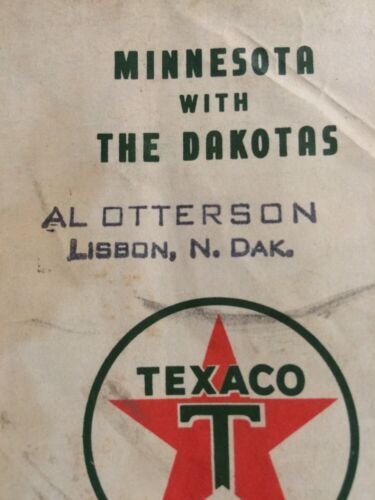 MINNESOTA
WITH
THE DAKOTAS
AL OTTERSON
LISBON, N. DAK.
TEXACO
T